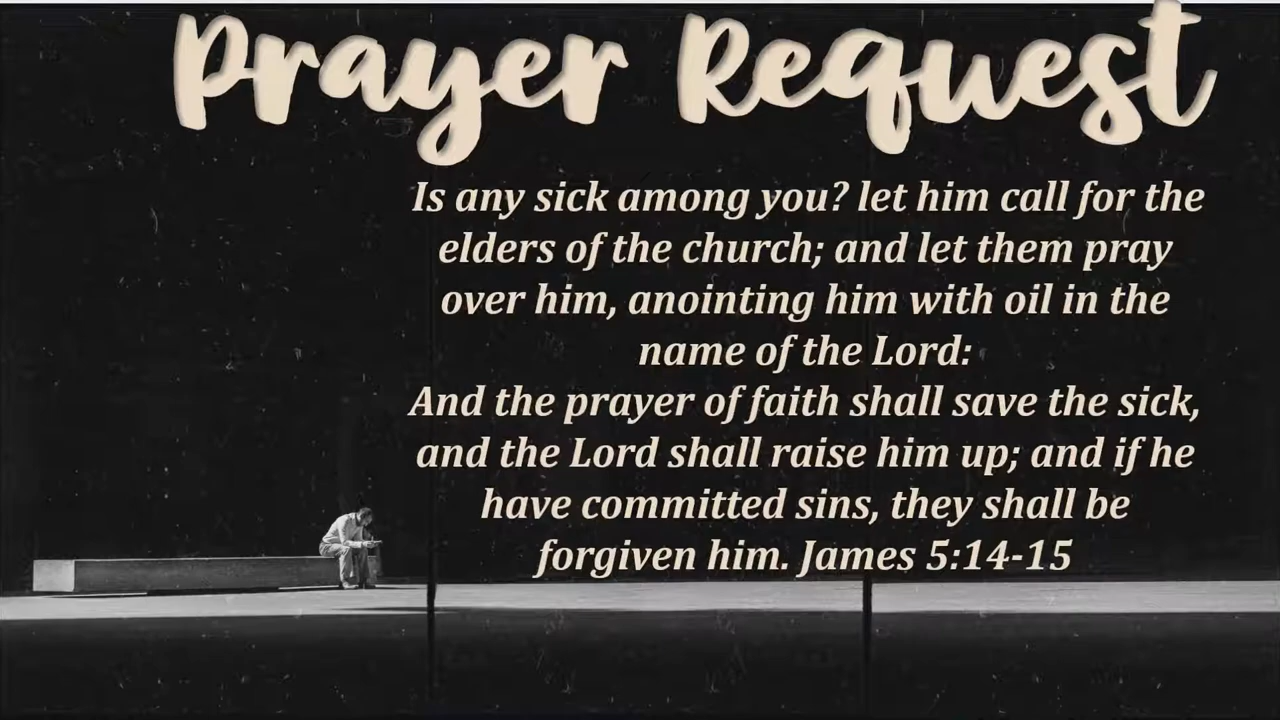 Prayer Request
Is any sick among you? let him call for the
elders of the church; and let them pray
over him, anointing him with oil in the
name of the Lord:
And the prayer of faith shall save the sick,
and the Lord shall raise him up; and if he
have committed sins, they shall be
forgiven him. James 5:14-15